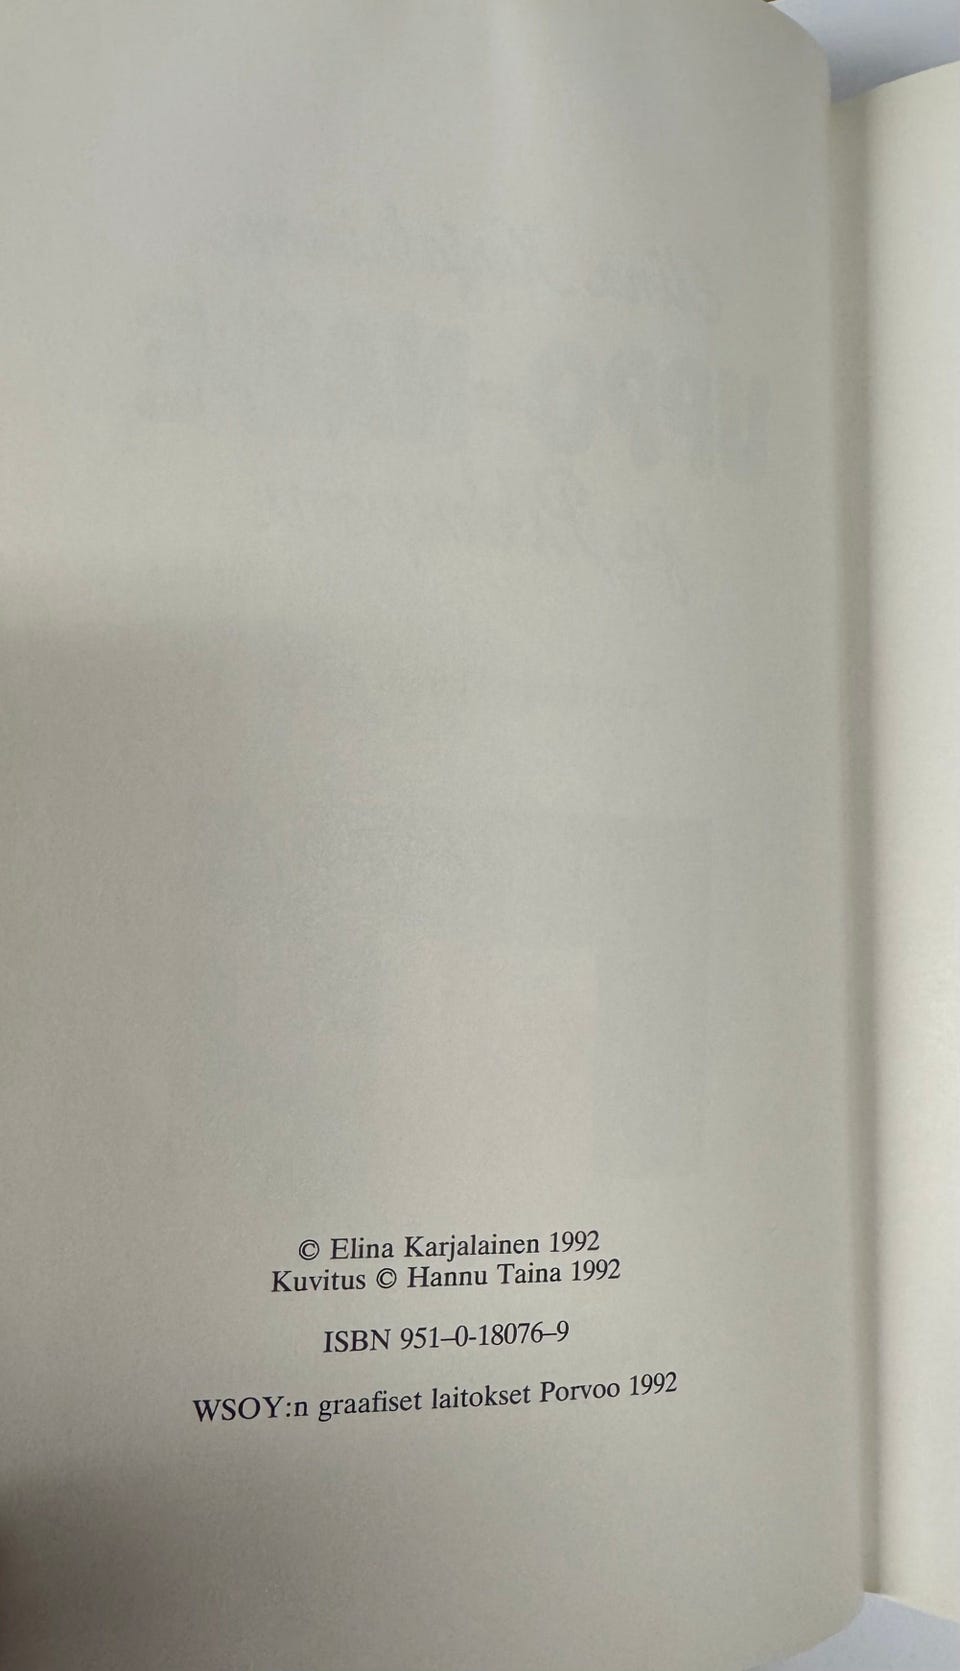 © Elina Karjalainen 1992
Kuvitus © Hannu Taina 1992
ISBN 951–0-18076–9
WSOY:n graafiset laitokset Porvoo 1992